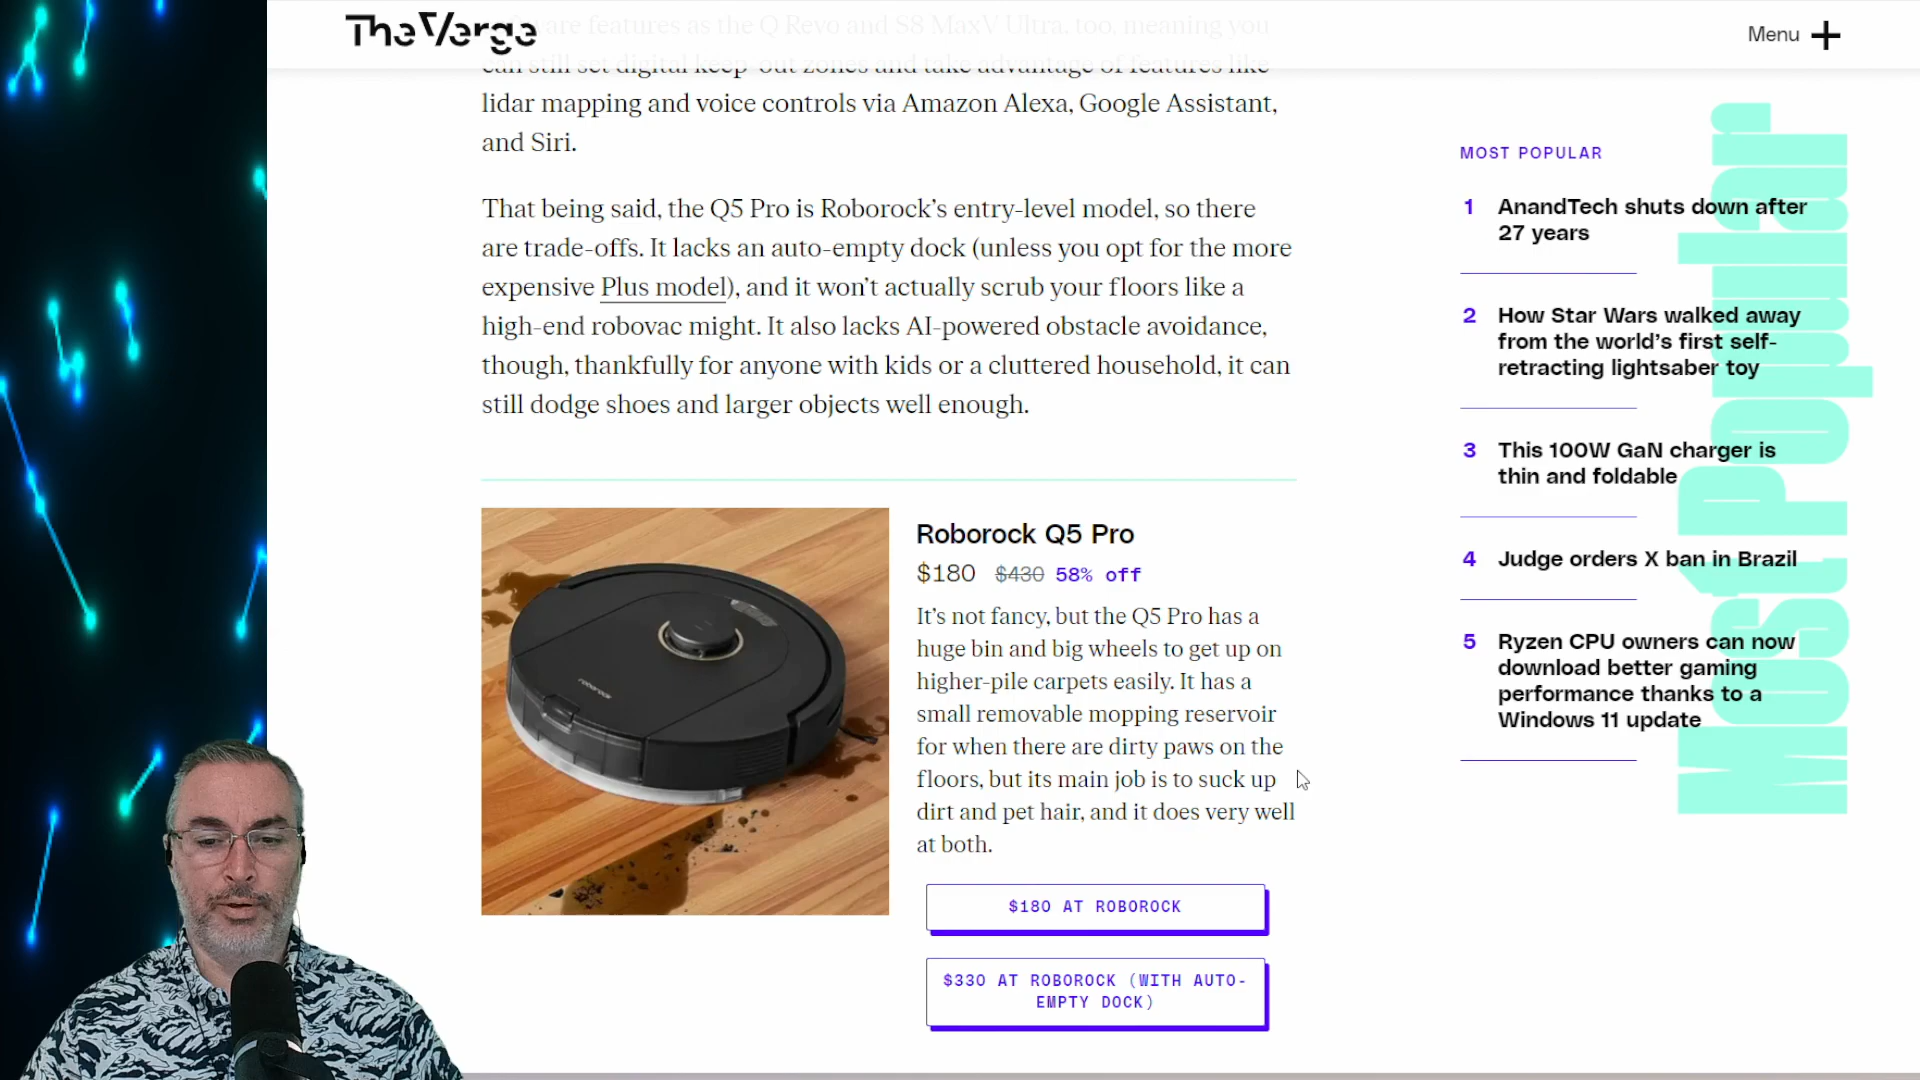 The Verge
Menu
software features as the Q Revo and S8 MaxV Ultra, too, meaning you
can still set digital keep-out zones and take advantage of features like
lidar mapping and voice controls via Amazon Alexa, Google Assistant,
and Siri.
That being said, the Q5 Pro is Roborock’s entry-level model, so there
are trade-offs. It lacks an auto-empty dock (unless you opt for the more
expensive Plus model), and it won’t actually scrub your floors like a
high-end robovac might. It also lacks AI-powered obstacle avoidance,
though, thankfully for anyone with kids or a cluttered household, it can
still dodge shoes and larger objects well enough.
roborock
Roborock Q5 Pro
$180 $430 58% off
It’s not fancy, but the Q5 Pro has a
huge bin and big wheels to get up on
higher-pile carpets easily. It has a
small removable mopping reservoir
for when there are dirty paws on the
floors, but its main job is to suck up
dirt and pet hair, and it does very well
at both.
$180 AT ROBOROCK
$330 AT ROBOROCK (WITH AUTO-
EMPTY DOCK)
Most Popular
MOST POPULAR
1 AnandTech shuts down after
27 years
2 How Star Wars walked away
from the world’s first self-
retracting lightsaber toy
3 This 100W GaN charger is
thin and foldable
4 Judge orders X ban in Brazil
5 Ryzen CPU owners can now
download better gaming
performance thanks to a
Windows 11 update